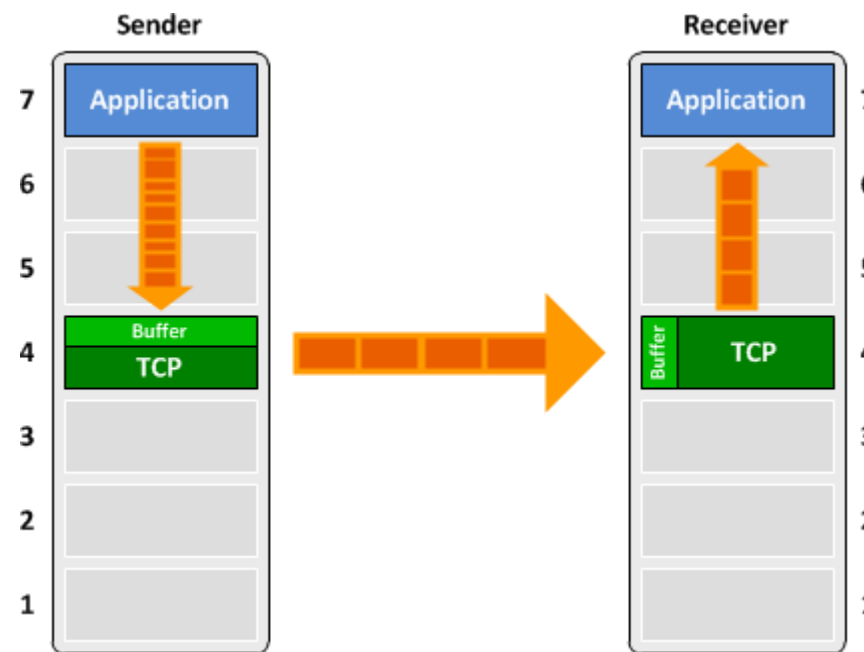 Sender
Receiver
7 Application Application
6
5
Buffer
4 TCP Buffer TCP
3
2
1